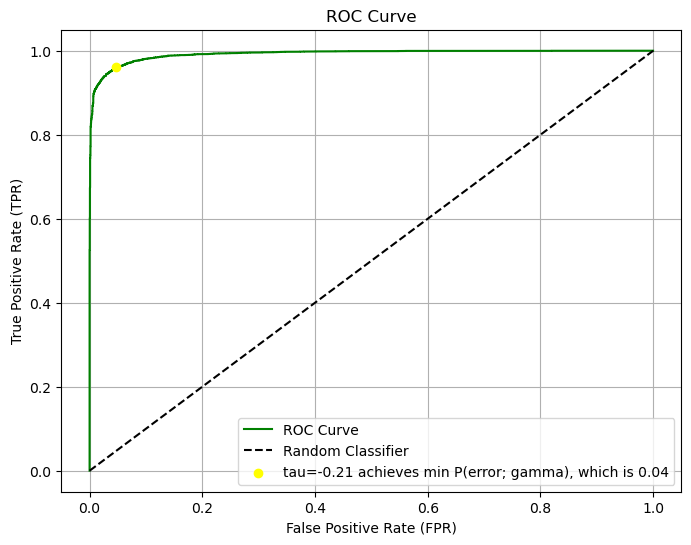 ROC Curve
1.0
0.8
0.6
0.4
0.2
0.0
True Positive Rate (TPR)
ROC Curve
Random Classifier
tau=-0.21 achieves min P(error; gamma), which is 0.04
0.0 0.2 0.4 0.6 0.8 1.0
False Positive Rate (FPR)